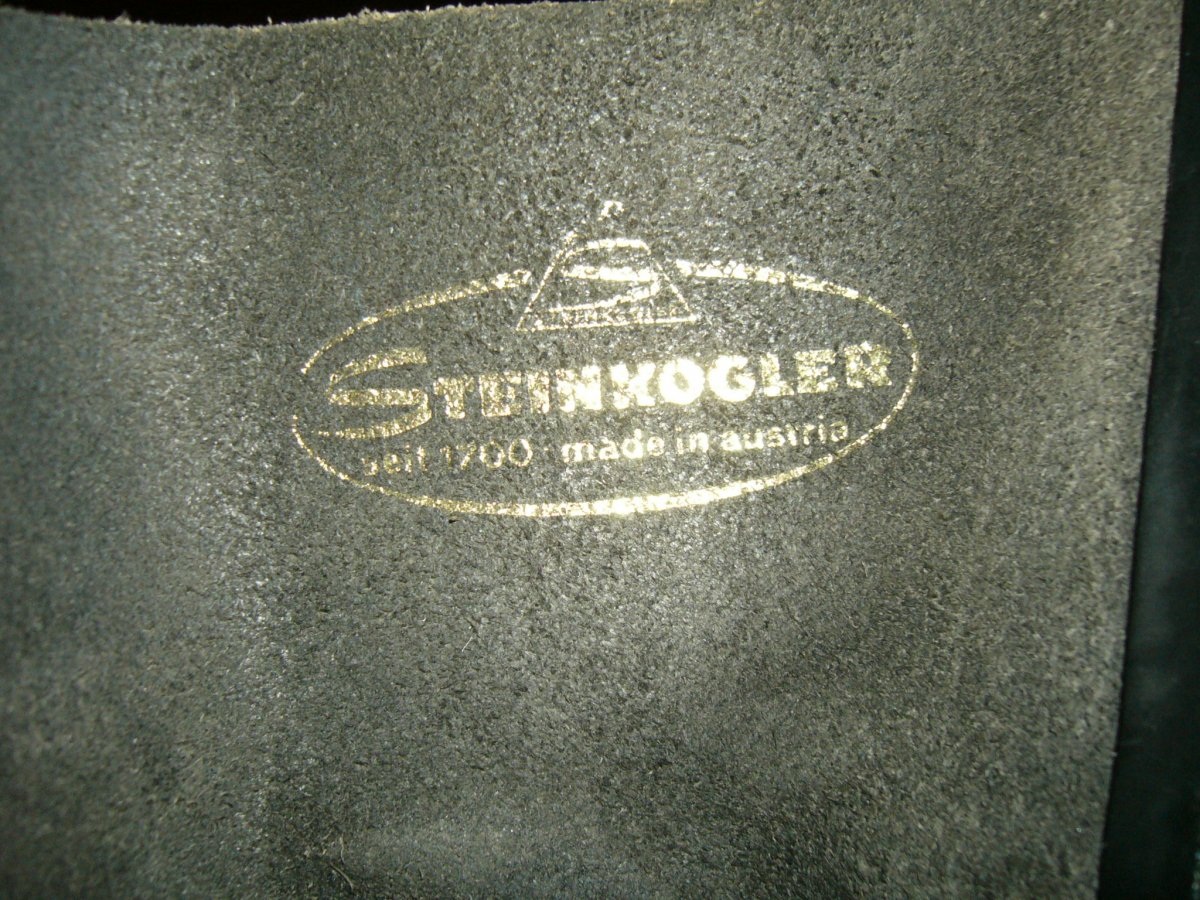 STEINKOGLER
seit 1700 · made in austria